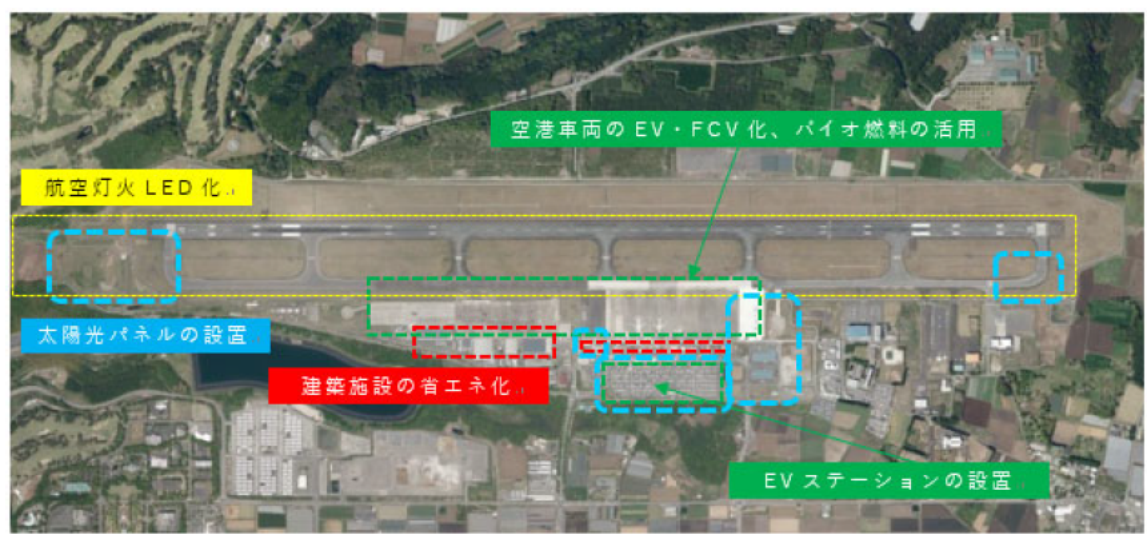 空港車両のEV・FCV化、バイオ燃料の活用
航空灯火LED化
太陽光パネルの設置
建築施設の省エネ化
EVステーションの設置